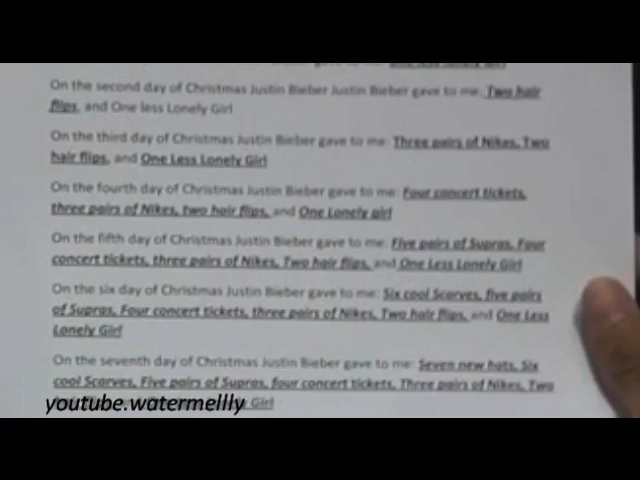 gave to me: One less lonely Girl
On the second day of Christmas Justin Bieber Justin Bieber gave to me: Two hair
flips, and One less Lonely Girl
On the third day of Christmas Justin Bieber gave to me: Three pairs of Nikes, Two
hair flips, and One Less Lonely Girl
On the fourth day of Christmas Justin Bieber gave to me: Four concert tickets,
three pairs of Nikes, two hair flips, and One Lonely girl
On the fifth day of Christmas Justin Bieber gave to me: Five pairs of Supras, Four
concert tickets, three pairs of Nikes, Two hair flips, and One Less Lonely Girl
On the six day of Christmas Justin Bieber gave to me: Six cool Scarves, five pairs
of Supras, Four concert tickets, three pairs of Nikes, Two hair flips, and One Less
Lonely Girl
On the seventh day of Christmas Justin Bieber gave to me: Seven new hats, Six
cool Scarves, Five pairs of Supras, four concert tickets, Three pairs of Nikes, Two
Girl
youtube.watermellly